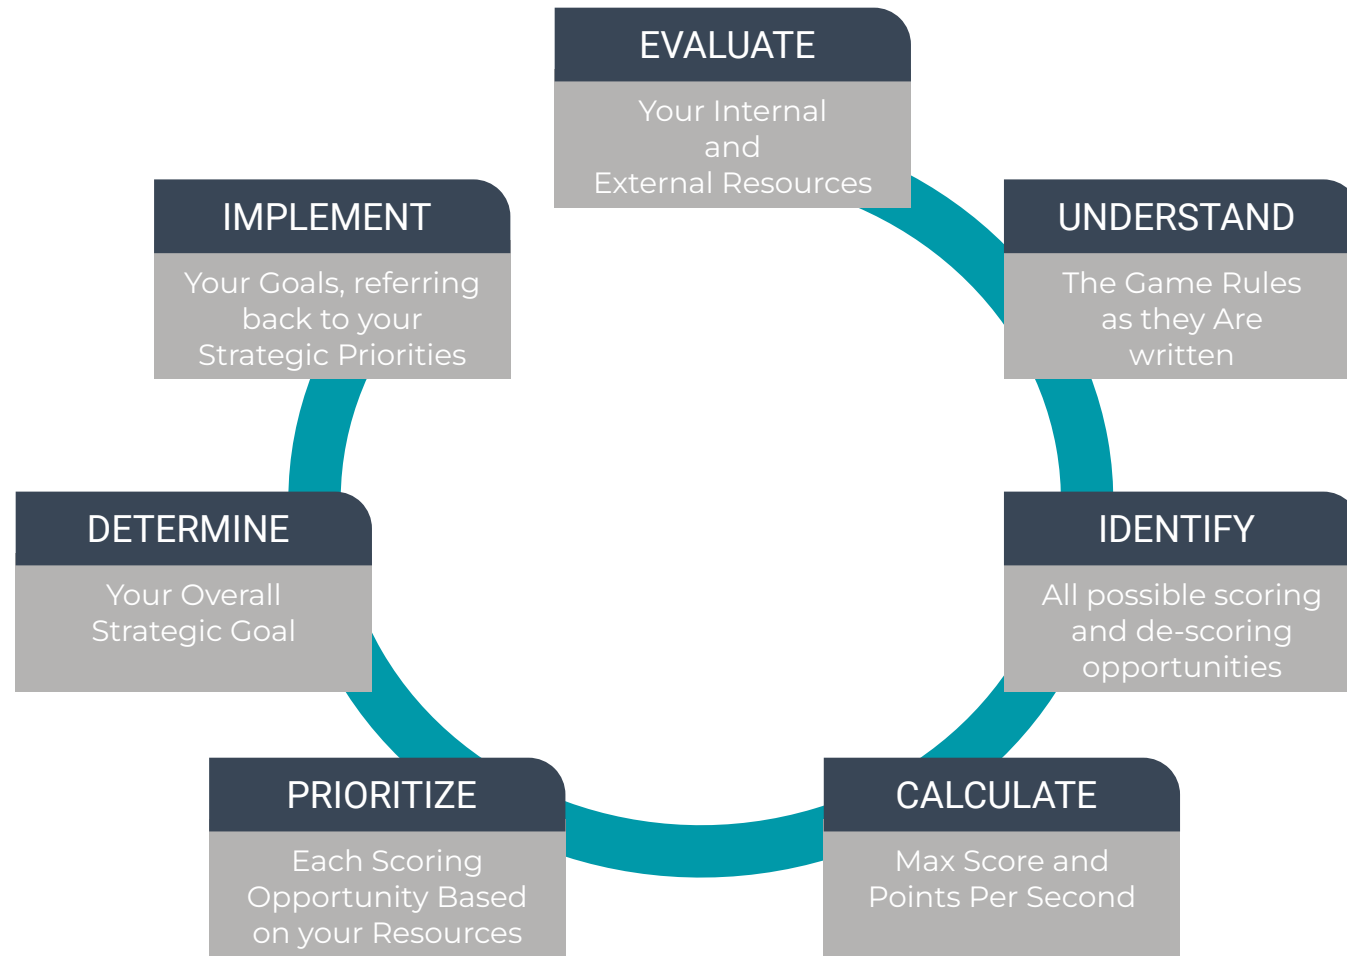 EVALUATE
Your Internal
and
External Resources
UNDERSTAND
The Game Rules
as they Are
written
IDENTIFY
All possible scoring
and de-scoring
opportunities
CALCULATE
Max Score and
Points Per Second
PRIORITIZE
Each Scoring
Opportunity Based
on your Resources
DETERMINE
Your Overall
Strategic Goal
IMPLEMENT
Your Goals, referring
back to your
Strategic Priorities